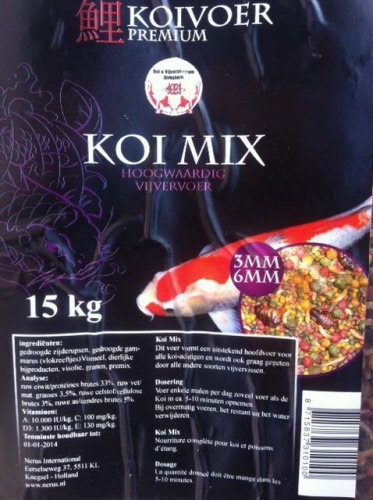 鯉 KOIVOER
PREMIUM
KOI MIX
HOOGWAARDIG
VIJVERVOER
3MM
6MM
15 kg
ingrediënten:
gedroogde zijderupsen, gedroogde gam-
marus (vlokreeftjes) Vismeel, dierlijke
bijproducten, visolie, granen, premix.
Analyse:
ruw eiwit/protéines brutes 33%, ruw vet/
mat. grasses 3,5%, ruwe celstof/cellulose
brutes 3%, ruwe as/cendres brutes 5%
Vitaminen:
A: 10.000 IU/kg, C: 100 mg/kg,
D3: 1.300 IU/kg, E: 130 mg/kg
Tenminste houdbaar tot:
01-01-2014
Nerus International
Eerselseweg 37, 5511 KL
Knegsel - Holland
www.nerus.nl
Koi Mix
Dit voer vormt een uitstekend hoofdvoer voor
alle koi-achtigen en wordt ook graag gegeten
door alle andere soorten vijvervissen.
Dosering
Voer enkele malen per dag zoveel voer als de
Koi in ca. 5-10 minuten opnemen.
Bij overmatig voeren, het restant uit het water
verwijderen.
Koi Mix
Nourriture complète pour koi et poissons
d'étang.
Dosage
La quantité donneé doit être mangé dans les
5-10 minutes.